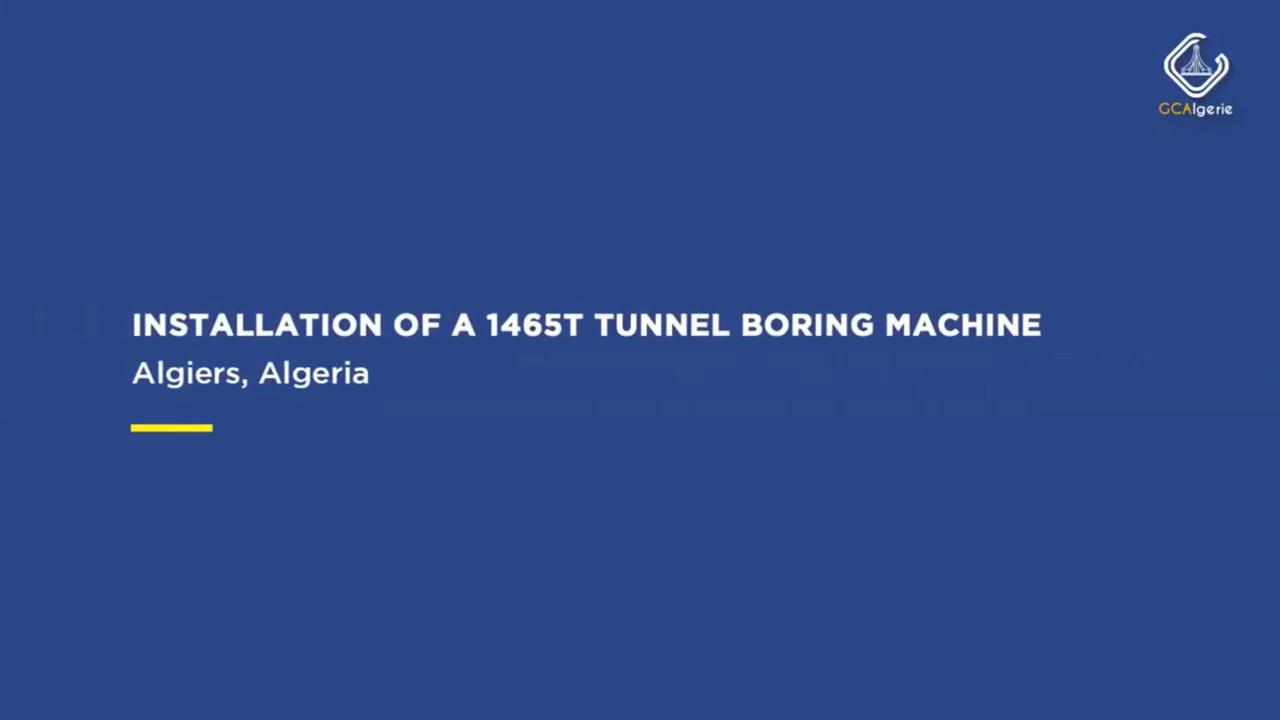 GCAlgerie
INSTALLATION OF A 1465T TUNNEL BORING MACHINE
Algiers, Algeria